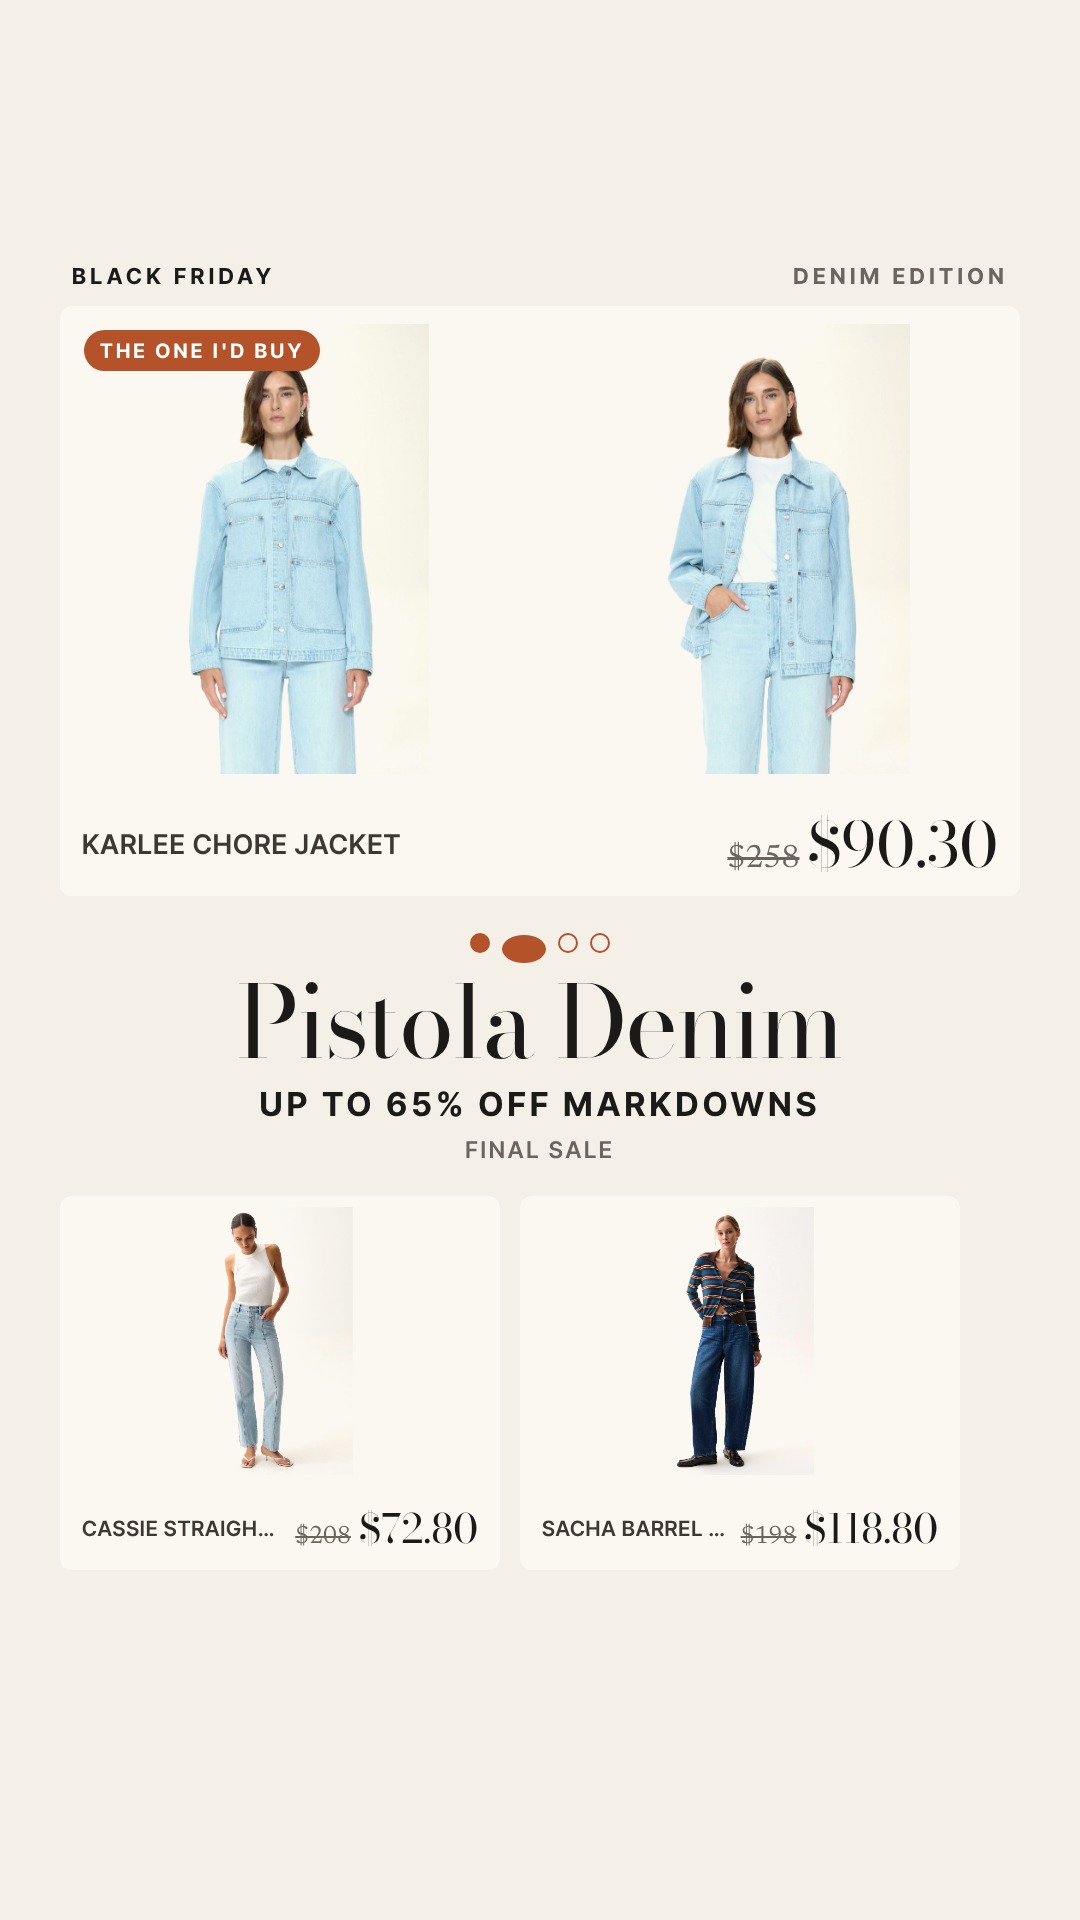 BLACK FRIDAY
DENIM EDITION
THE ONE I'D BUY
KARLEE CHORE JACKET
$258 $90.30
Pistola Denim
UP TO 65% OFF MARKDOWNS
FINAL SALE
CASSIE STRAIGH... $208 $72.80
SACHA BARREL ... $198 $118.80